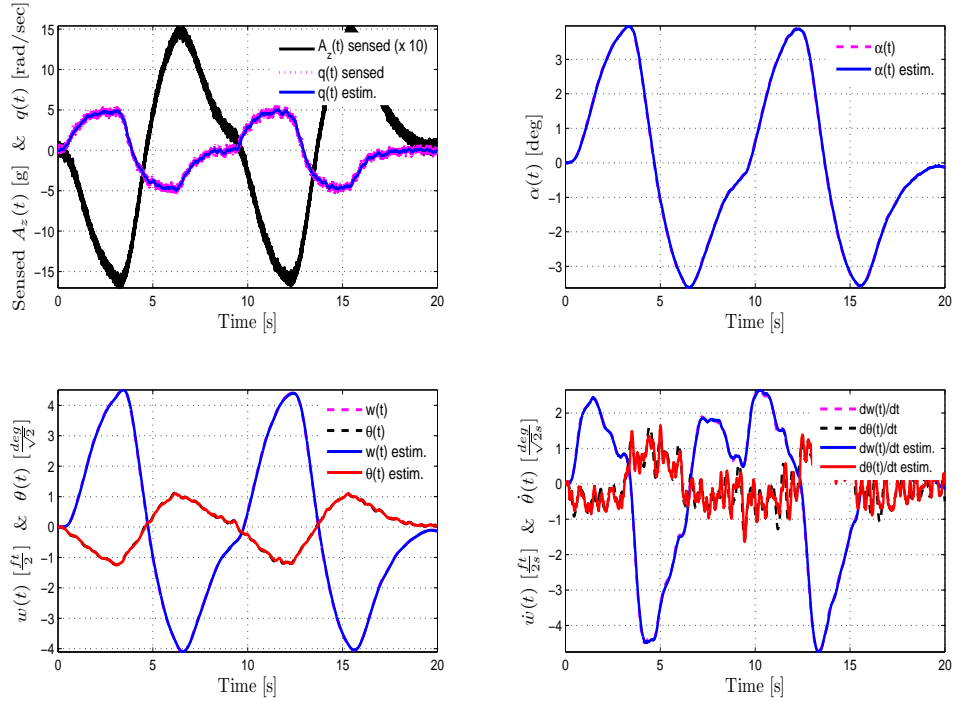 Sensed A_z(t) [g] & q(t) [rad/sec]
15
10
5
0
−5
−10
−15
A_z(t) sensed (x 10)
q(t) sensed
q(t) estim.
0 5 10 15 20
Time [s]
α(t) [deg]
3
2
1
0
−1
−2
−3
α(t)
α(t) estim.
0 5 10 15 20
Time [s]
w(t) [ft/2] & θ(t) [deg/√2]
4
3
2
1
0
−1
−2
−3
−4
w(t)
θ(t)
w(t) estim.
θ(t) estim.
0 5 10 15 20
Time [s]
ẇ(t) [ft/2s] & θ̇(t) [deg/√2s]
2
1
0
−1
−2
−3
−4
dw(t)/dt
dθ(t)/dt
dw(t)/dt estim.
dθ(t)/dt estim.
0 5 10 15 20
Time [s]